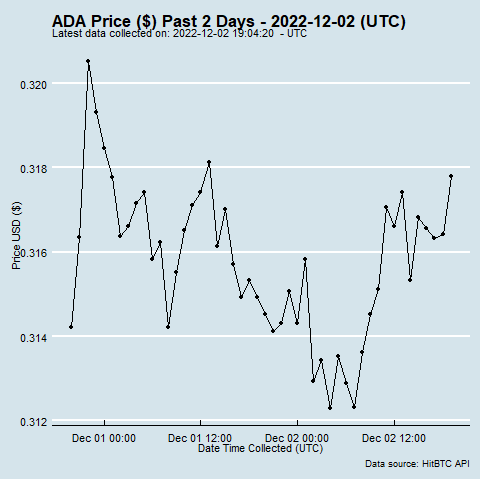 ADA Price ($) Past 2 Days - 2022-12-02 (UTC)
Latest data collected on: 2022-12-02 19:04:20  - UTC
0.320
0.318
0.316
0.314
0.312
Price USD ($)
Dec 01 00:00
Dec 01 12:00
Dec 02 00:00
Dec 02 12:00
Date Time Collected (UTC)
Data source: HitBTC API